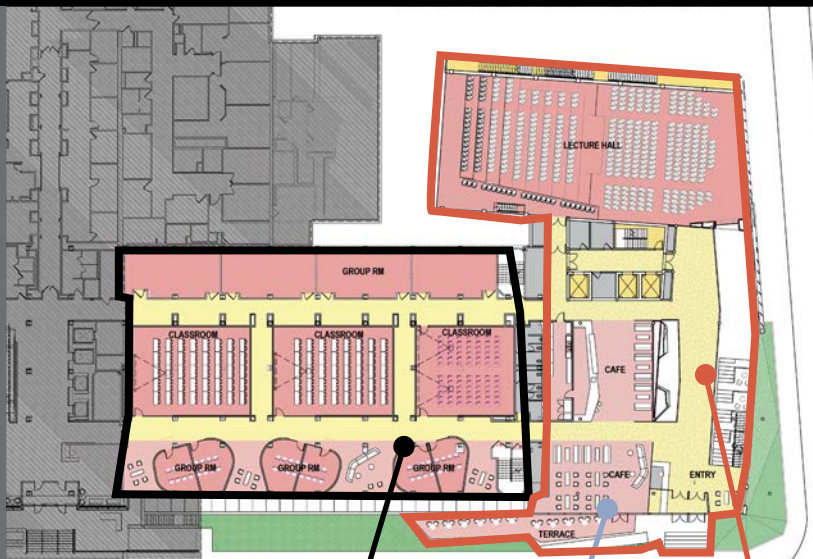 LECTURE HALL
GROUP RM
CLASSROOM
CLASSROOM
CLASSROOM
CAFE
GROUP RM
GROUP RM
GROUP RM
CAFE
ENTRY
TERRACE